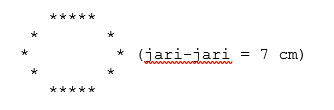 *****
* *
* * (jari-jari = 7 cm)
* *
*****